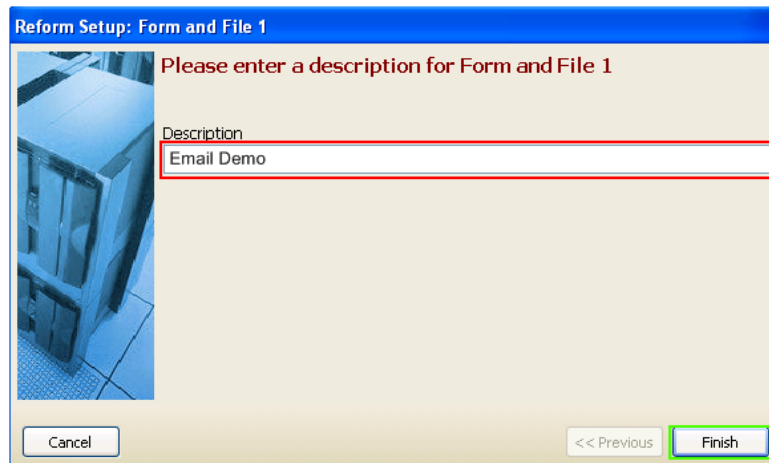 Reform Setup: Form and File 1
Please enter a description for Form and File 1
Description
Email Demo
Cancel
<< Previous
Finish